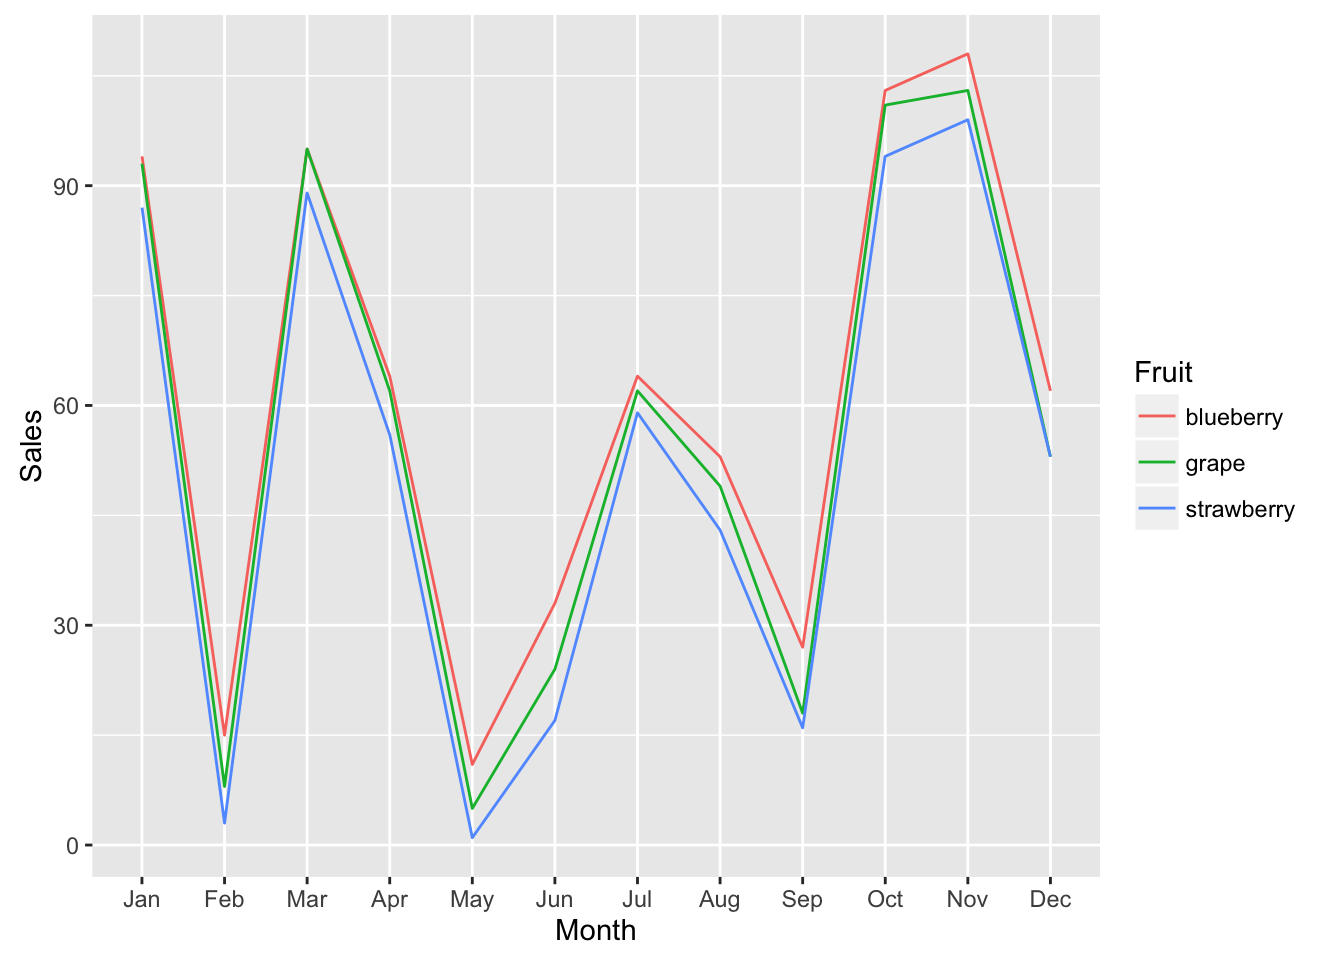 90
60
30
0
Sales
Jan Feb Mar Apr May Jun Jul Aug Sep Oct Nov Dec
Month
Fruit
blueberry
grape
strawberry